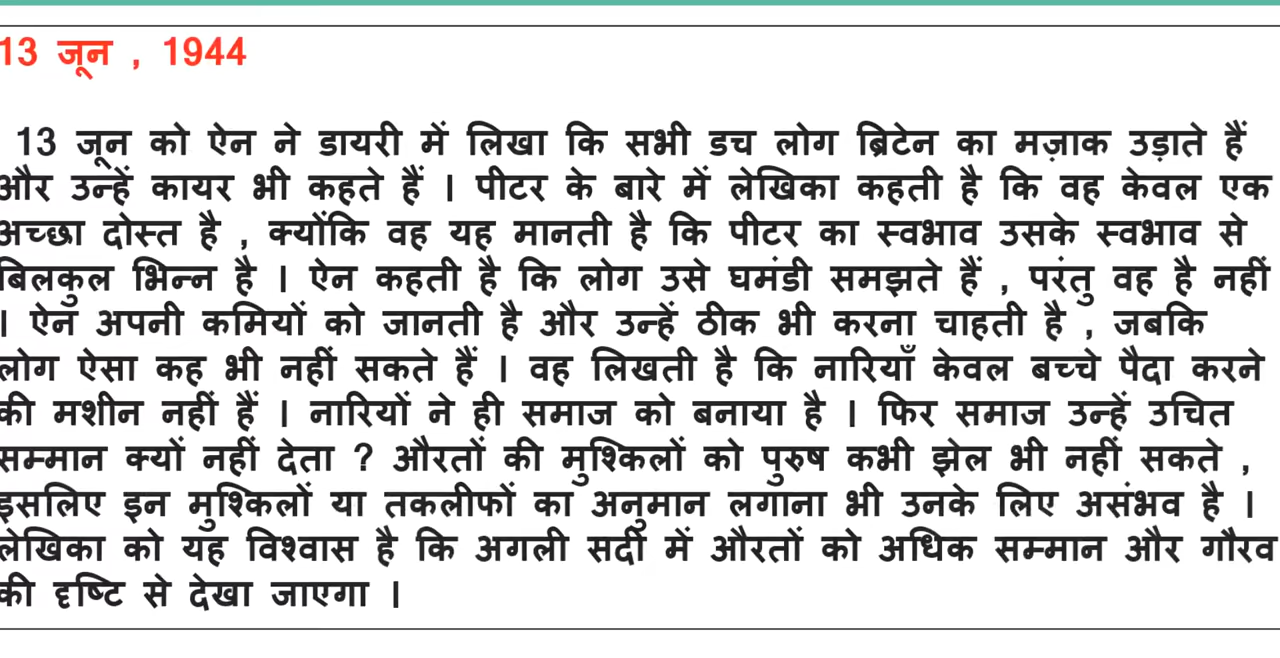 13 जून , 1944
13 जून को ऐन ने डायरी में लिखा कि सभी डच लोग ब्रिटेन का मज़ाक उड़ाते हैं
और उन्हें कायर भी कहते हैं । पीटर के बारे में लेखिका कहती है कि वह केवल एक
अच्छा दोस्त है , क्योंकि वह यह मानती है कि पीटर का स्वभाव उसके स्वभाव से
बिलकुल भिन्न है । ऐन कहती है कि लोग उसे घमंडी समझते हैं , परंतु वह है नहीं
। ऐन अपनी कमियों को जानती है और उन्हें ठीक भी करना चाहती है , जबकि
लोग ऐसा कह भी नहीं सकते हैं । वह लिखती है कि नारियाँ केवल बच्चे पैदा करने
की मशीन नहीं हैं । नारियों ने ही समाज को बनाया है । फिर समाज उन्हें उचित
सम्मान क्यों नहीं देता ? औरतों की मुश्किलों को पुरुष कभी झेल भी नहीं सकते ,
इसलिए इन मुश्किलों या तकलीफों का अनुमान लगाना भी उनके लिए असंभव है ।
लेखिका को यह विश्वास है कि अगली सदी में औरतों को अधिक सम्मान और गौरव
की दृष्टि से देखा जाएगा ।